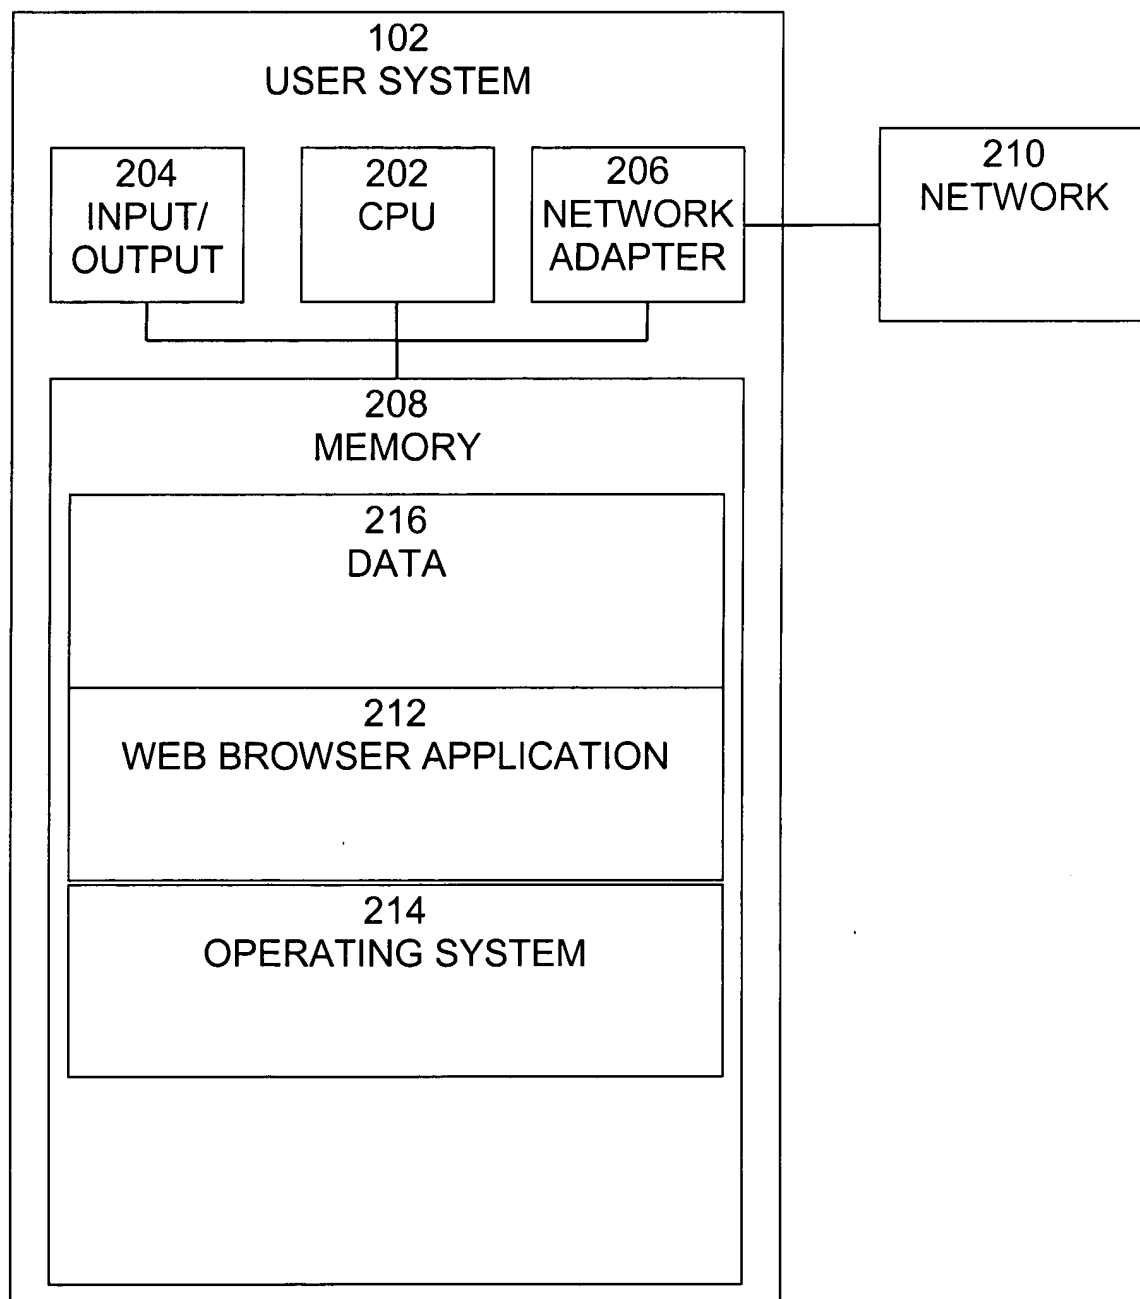 102
USER SYSTEM
204
INPUT/
OUTPUT
202
CPU
206
NETWORK
ADAPTER
210
NETWORK
208
MEMORY
216
DATA
212
WEB BROWSER APPLICATION
214
OPERATING SYSTEM